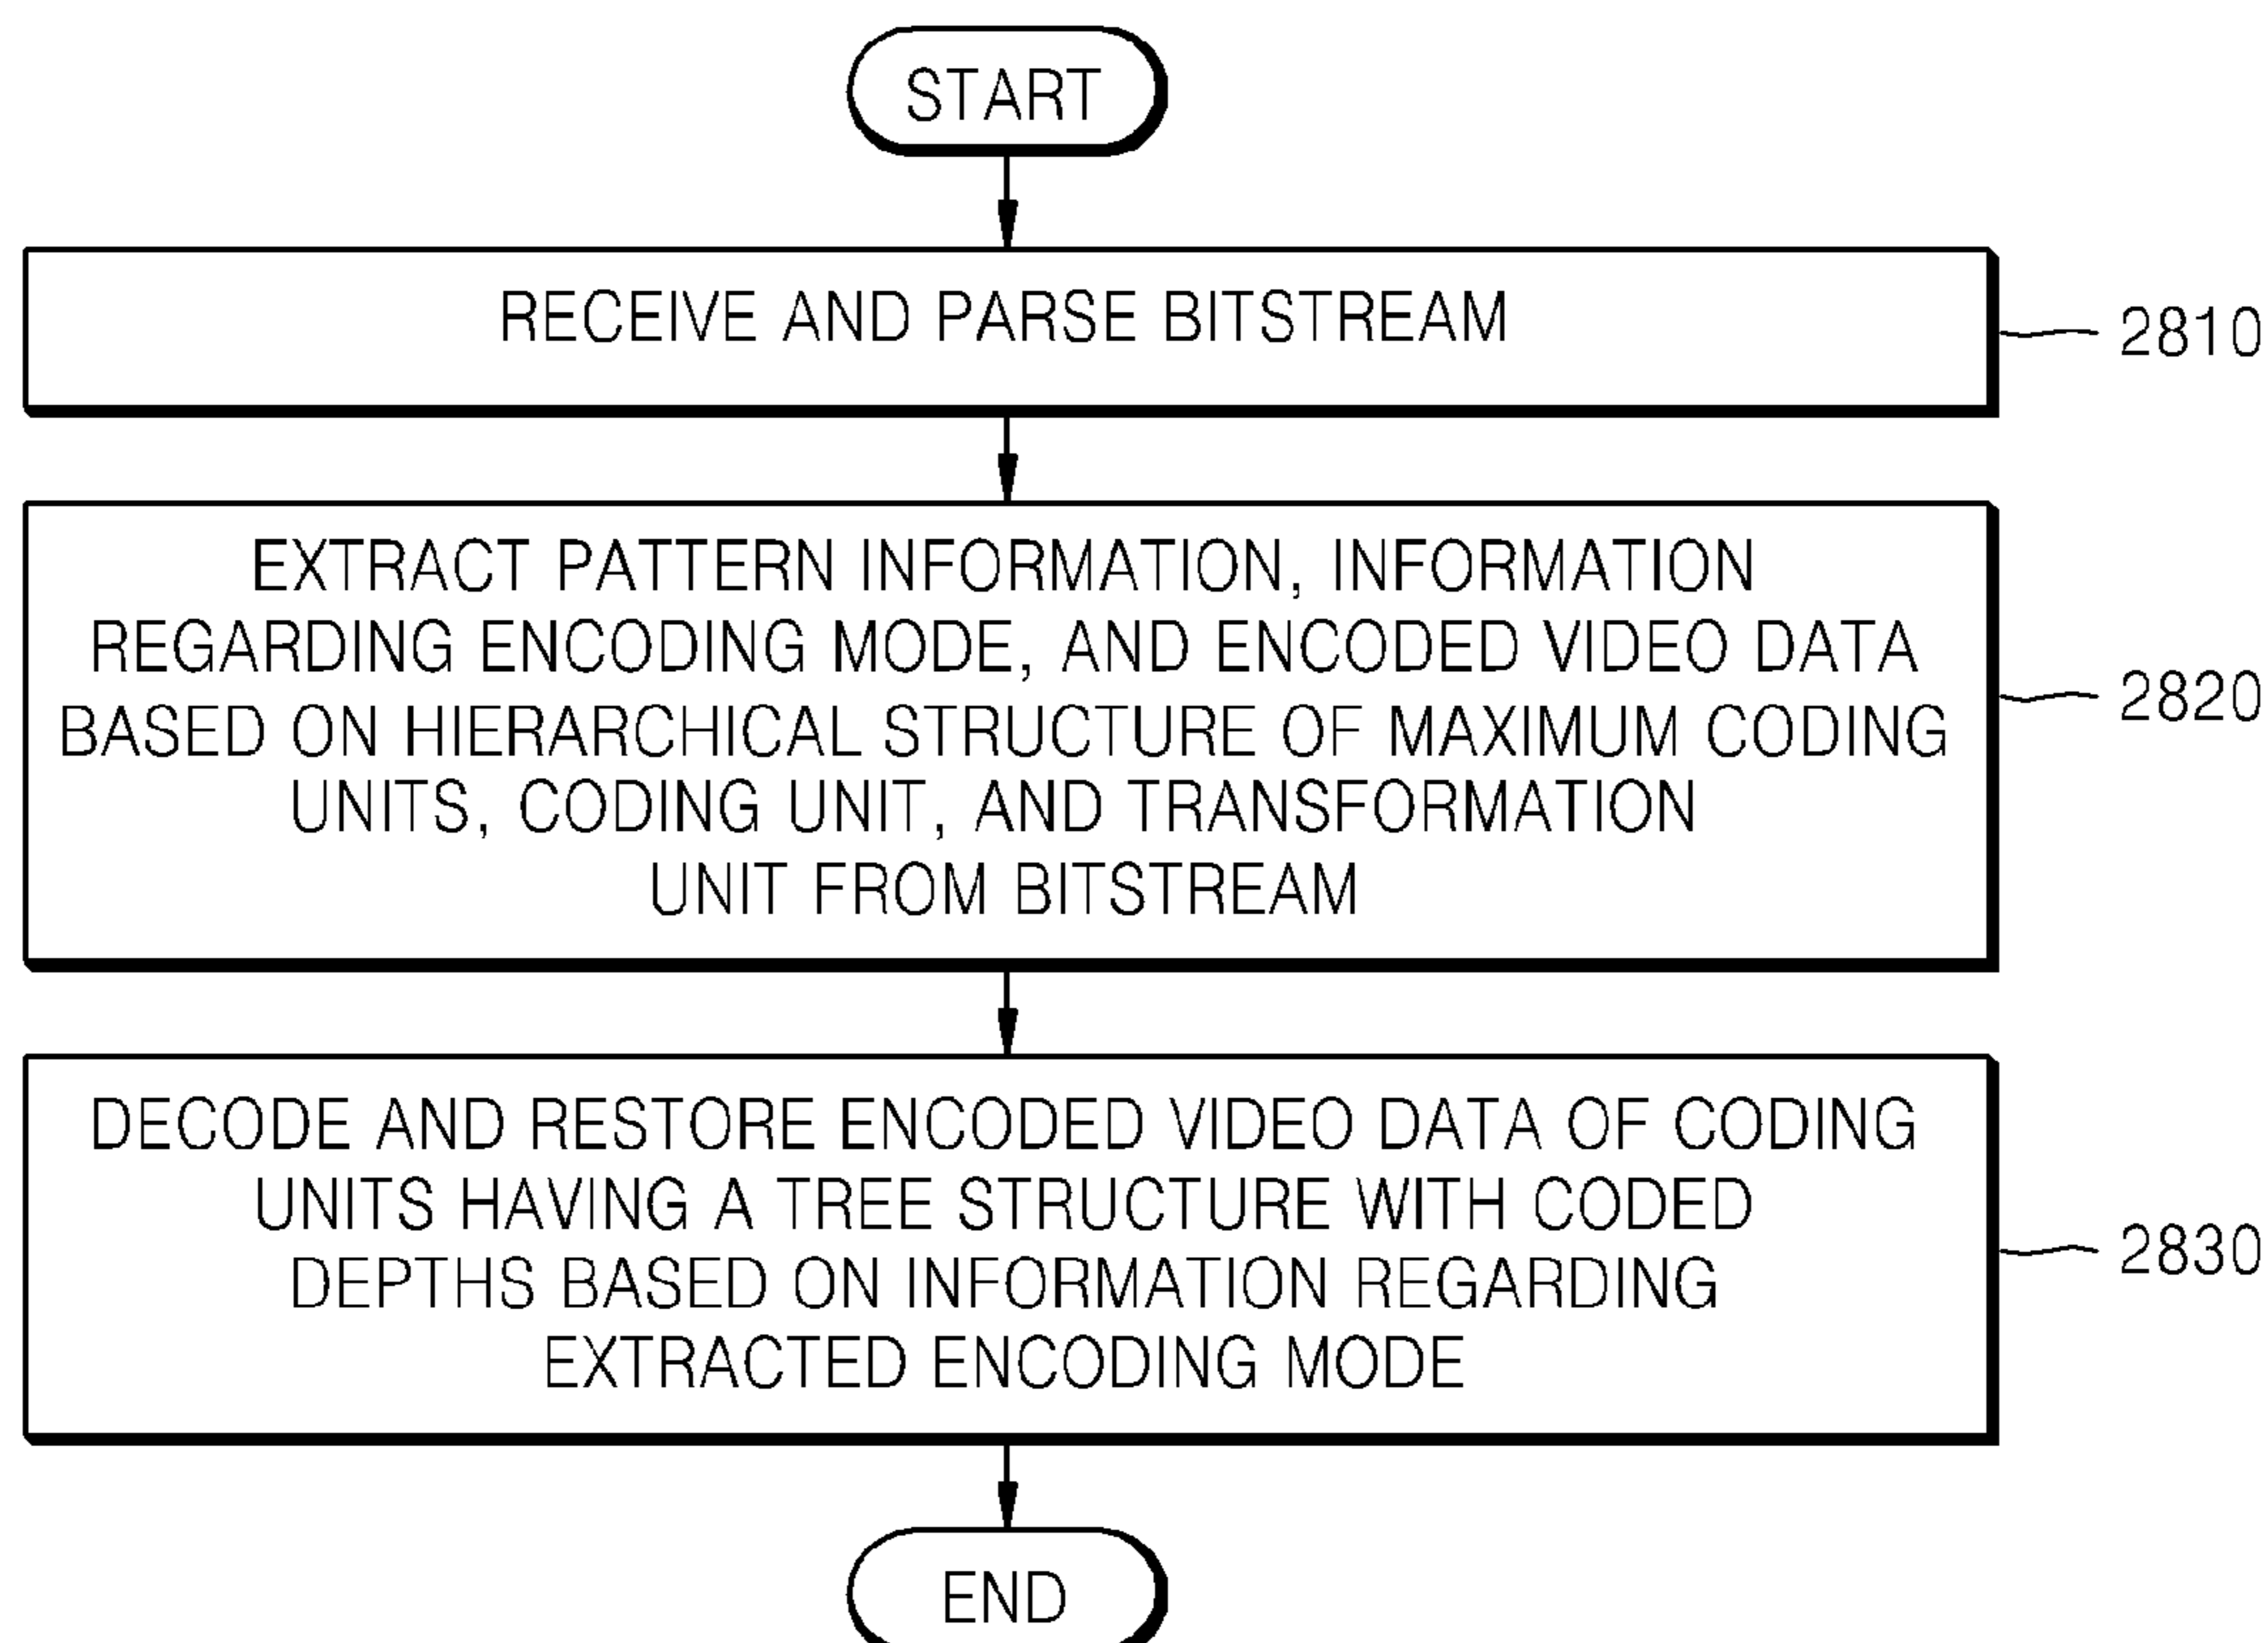 START
RECEIVE AND PARSE BITSTREAM
2810
EXTRACT PATTERN INFORMATION, INFORMATION
REGARDING ENCODING MODE, AND ENCODED VIDEO DATA
BASED ON HIERARCHICAL STRUCTURE OF MAXIMUM CODING
UNITS, CODING UNIT, AND TRANSFORMATION
UNIT FROM BITSTREAM
2820
DECODE AND RESTORE ENCODED VIDEO DATA OF CODING
UNITS HAVING A TREE STRUCTURE WITH CODED
DEPTHS BASED ON INFORMATION REGARDING
EXTRACTED ENCODING MODE
2830
END